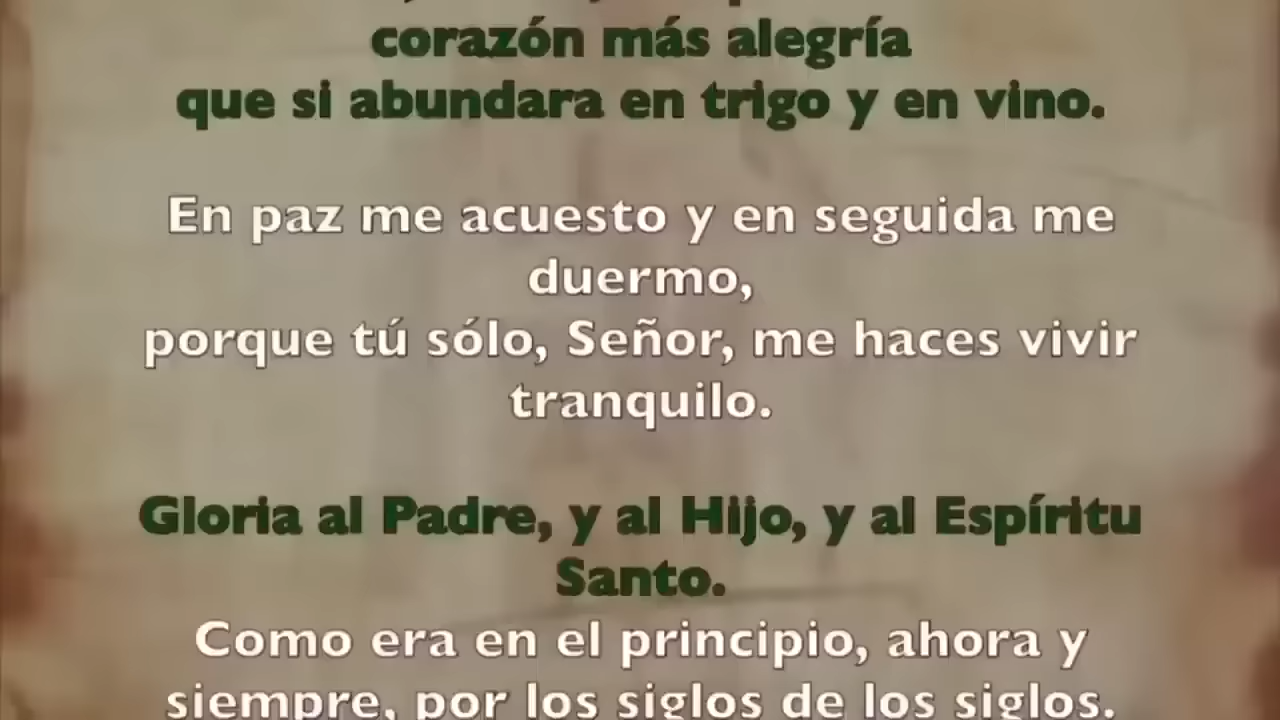 corazón más alegría
que si abundara en trigo y en vino.
En paz me acuesto y en seguida me
duermo,
porque tú sólo, Señor, me haces vivir
tranquilo.
Gloria al Padre, y al Hijo, y al Espíritu
Santo.
Como era en el principio, ahora y
siempre, por los siglos de los siglos.